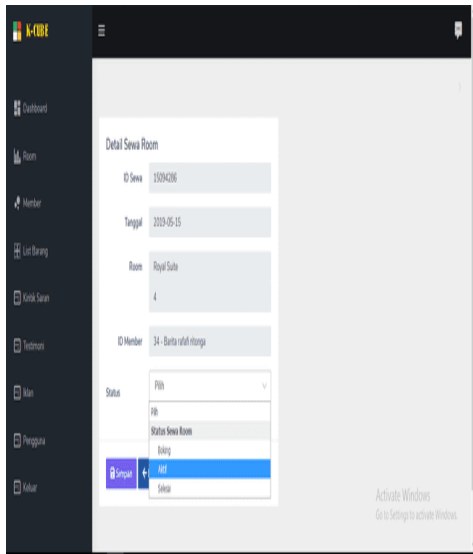 K-CUBE
Dashboard
Room
Member
List Barang
Kiritik Saran
Testimoni
Iklan
Pengguna
Keluar
Detail Sewa Room
ID Sewa 15094286
Tanggal 2019-05-15
Room Royal Suite
4
ID Member 34 - Barita rafafi ritonga
Status Pilih
Pilih
Status Sewa Room
Boking
Aktif
Selesai
Simpan
Activate Windows
Go to Settings to activate Windows.